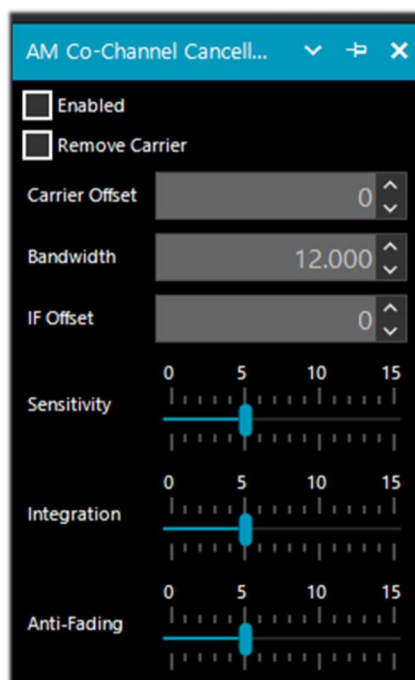 AM Co-Channel Cancell...
Enabled
Remove Carrier
Carrier Offset 0
Bandwidth 12.000
IF Offset 0
0 5 10 15
Sensitivity
0 5 10 15
Integration
0 5 10 15
Anti-Fading